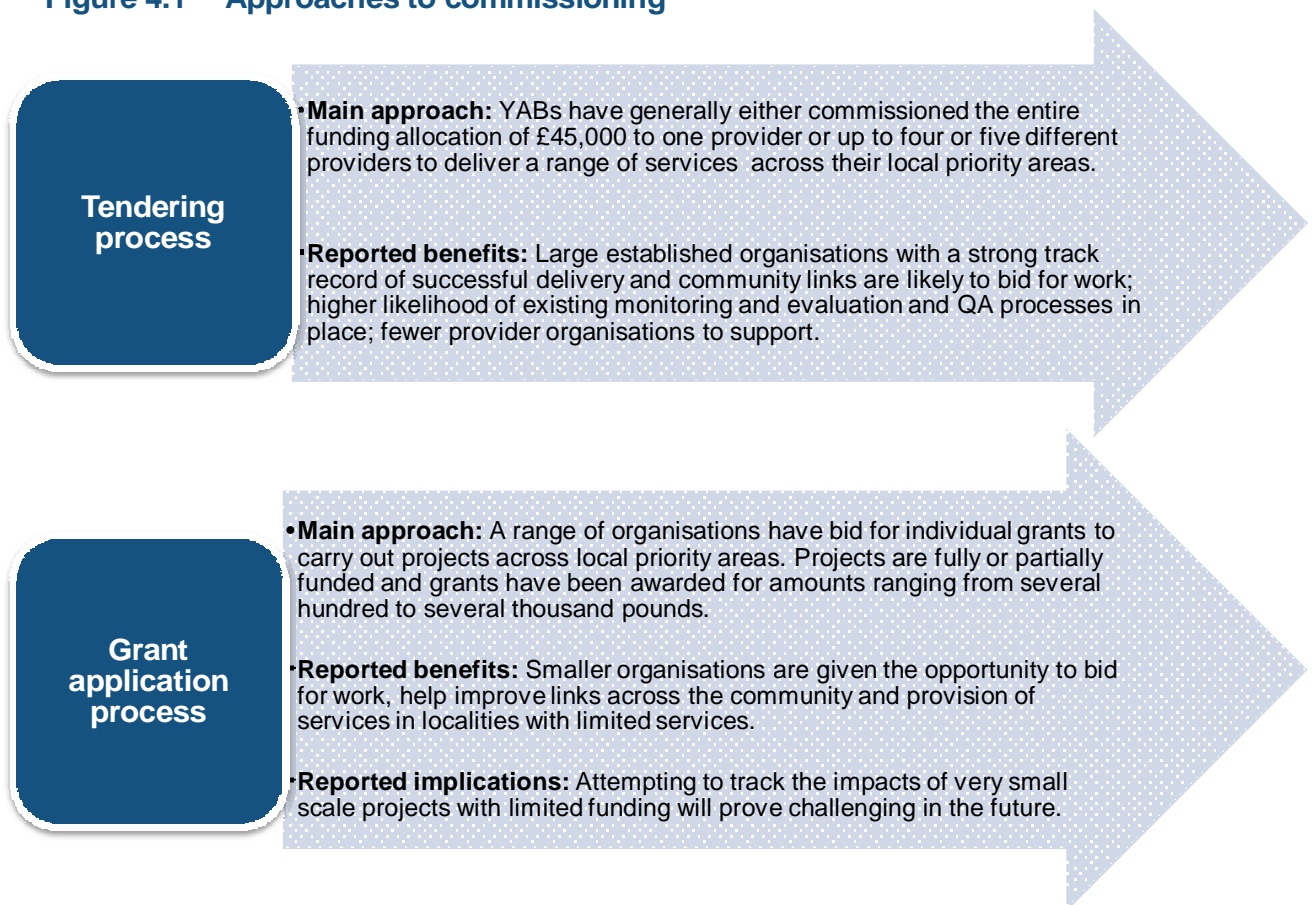 Figure 4.1 Approaches to commissioning
Tendering
process
•Main approach: YABs have generally either commissioned the entire
funding allocation of £45,000 to one provider or up to four or five different
providers to deliver a range of services across their local priority areas.
•Reported benefits: Large established organisations with a strong track
record of successful delivery and community links are likely to bid for work;
higher likelihood of existing monitoring and evaluation and QA processes in
place; fewer provider organisations to support.
Grant
application
process
•Main approach: A range of organisations have bid for individual grants to
carry out projects across local priority areas. Projects are fully or partially
funded and grants have been awarded for amounts ranging from several
hundred to several thousand pounds.
•Reported benefits: Smaller organisations are given the opportunity to bid
for work, help improve links across the community and provision of
services in localities with limited services.
•Reported implications: Attempting to track the impacts of very small
scale projects with limited funding will prove challenging in the future.